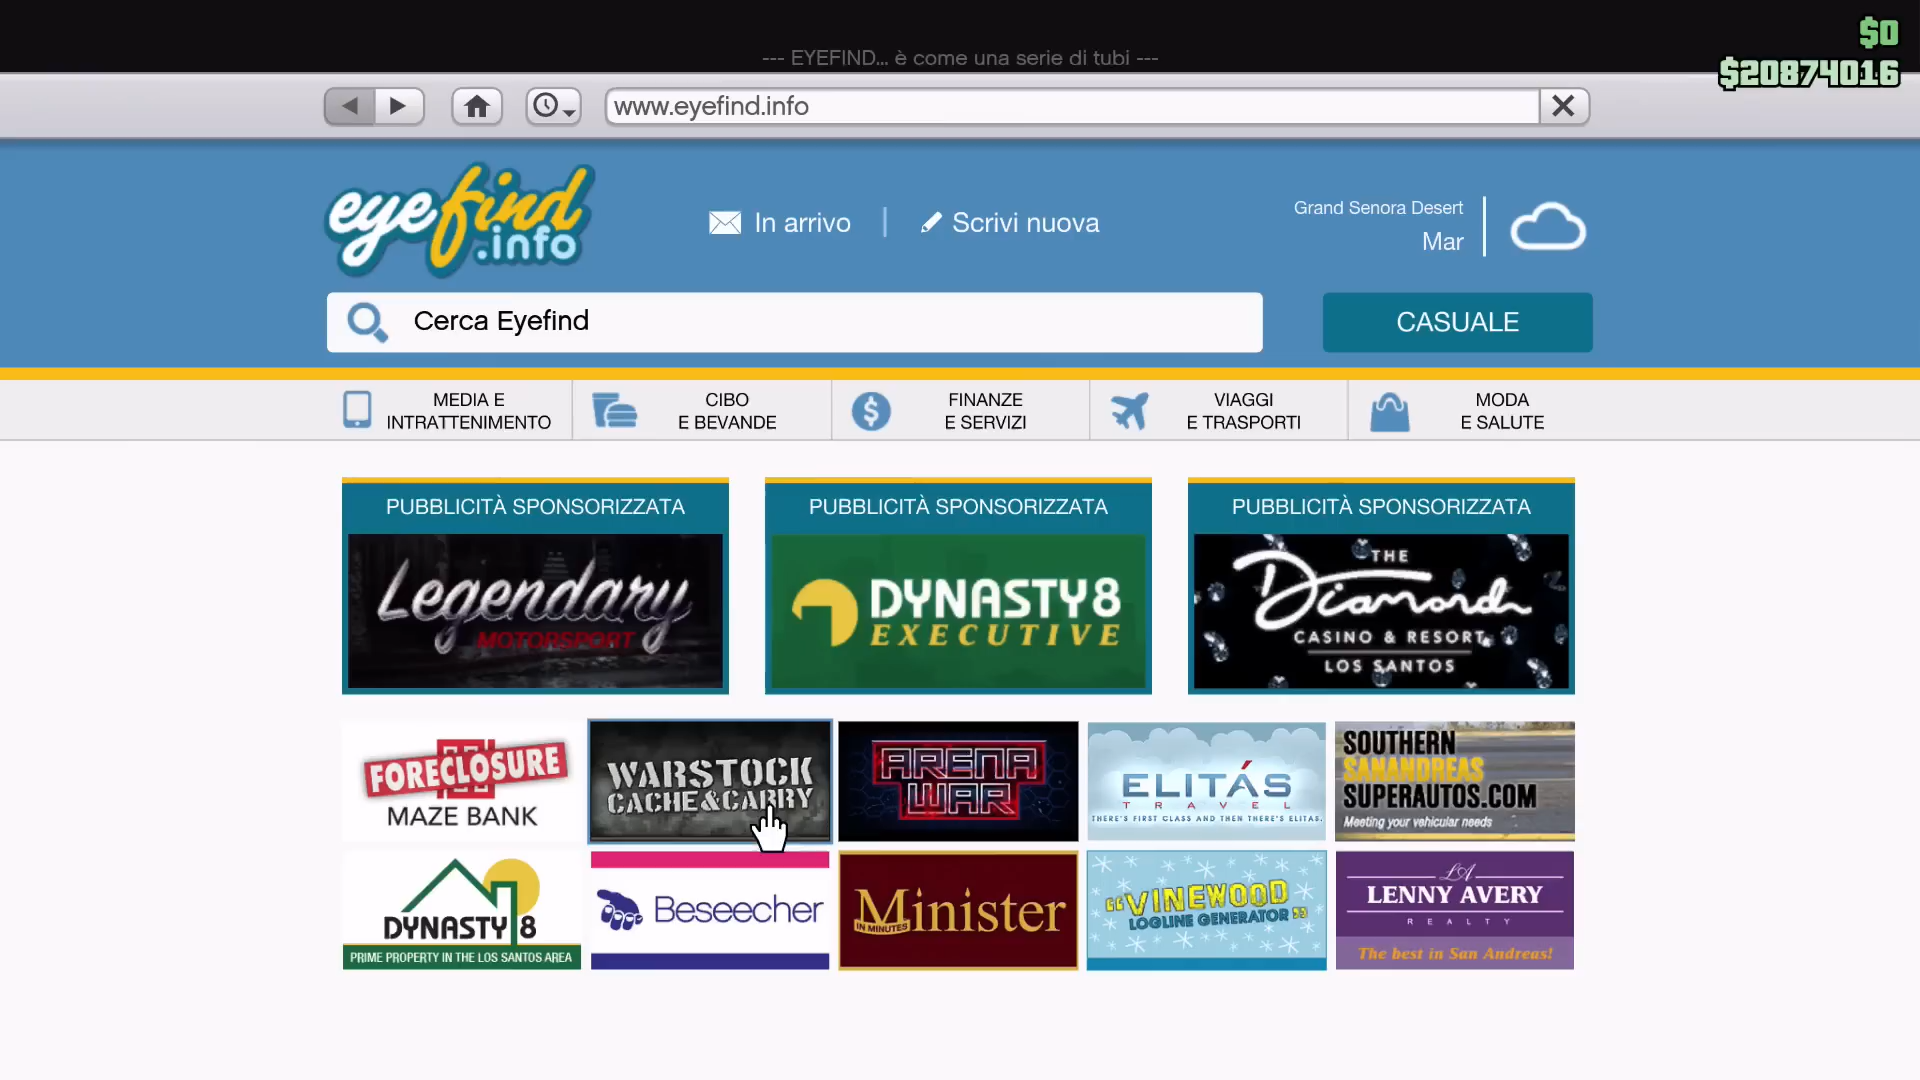 $0
--- EYEFIND... è come una serie di tubi ---
$20874016
www.eyefind.info
eyefind
.info
In arrivo
Scrivi nuova
Grand Senora Desert
Mar
Cerca Eyefind
CASUALE
MEDIA E
INTRATTENIMENTO
CIBO
E BEVANDE
FINANZE
E SERVIZI
VIAGGI
E TRASPORTI
MODA
E SALUTE
PUBBLICITÀ SPONSORIZZATA
Legendary
MOTORSPORT
PUBBLICITÀ SPONSORIZZATA
DYNASTY 8
EXECUTIVE
PUBBLICITÀ SPONSORIZZATA
THE
Diamond
CASINO & RESORT
LOS SANTOS
FORECLOSURE
MAZE BANK
WARSTOCK
CACHE&CARRY
ARENA
WAR
ELITÁS
TRAVEL
THERE'S FIRST CLASS AND THEN THERE'S ELITAS.
SOUTHERN
SANANDREAS
SUPERAUTOS.COM
Meeting your vehicular needs
DYNASTY 8
PRIME PROPERTY IN THE LOS SANTOS AREA
Beseecher
Minister
IN MINUTES
"VINEWOOD
LOGLINE GENERATOR"
LA
LENNY AVERY
REALTY
The best in San Andreas!